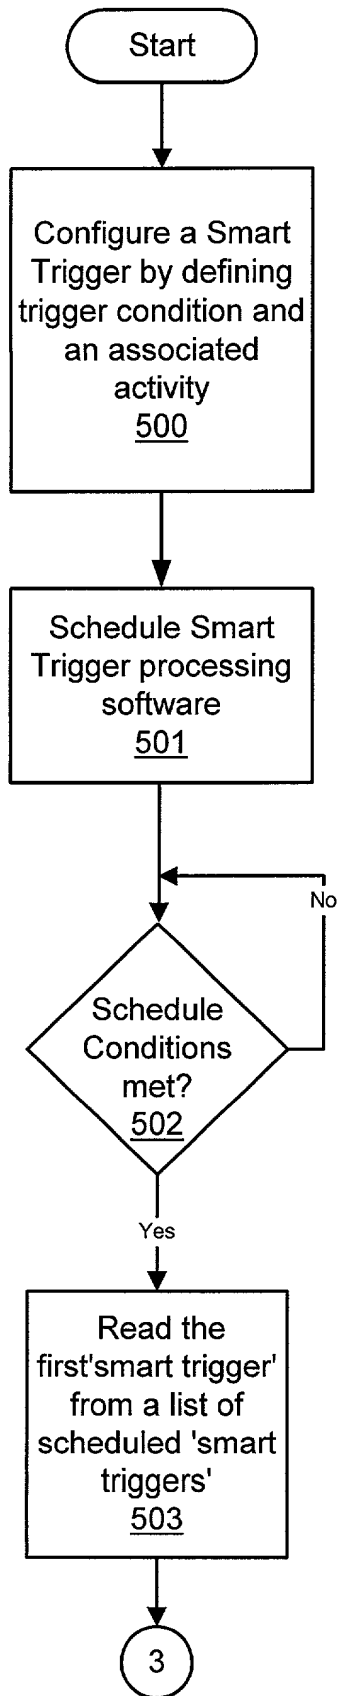 Start
Configure a Smart
Trigger by defining
trigger condition and
an associated
activity
500
Schedule Smart
Trigger processing
software
501
No
Schedule
Conditions
met?
502
Yes
Read the
first'smart trigger'
from a list of
scheduled 'smart
triggers'
503
3